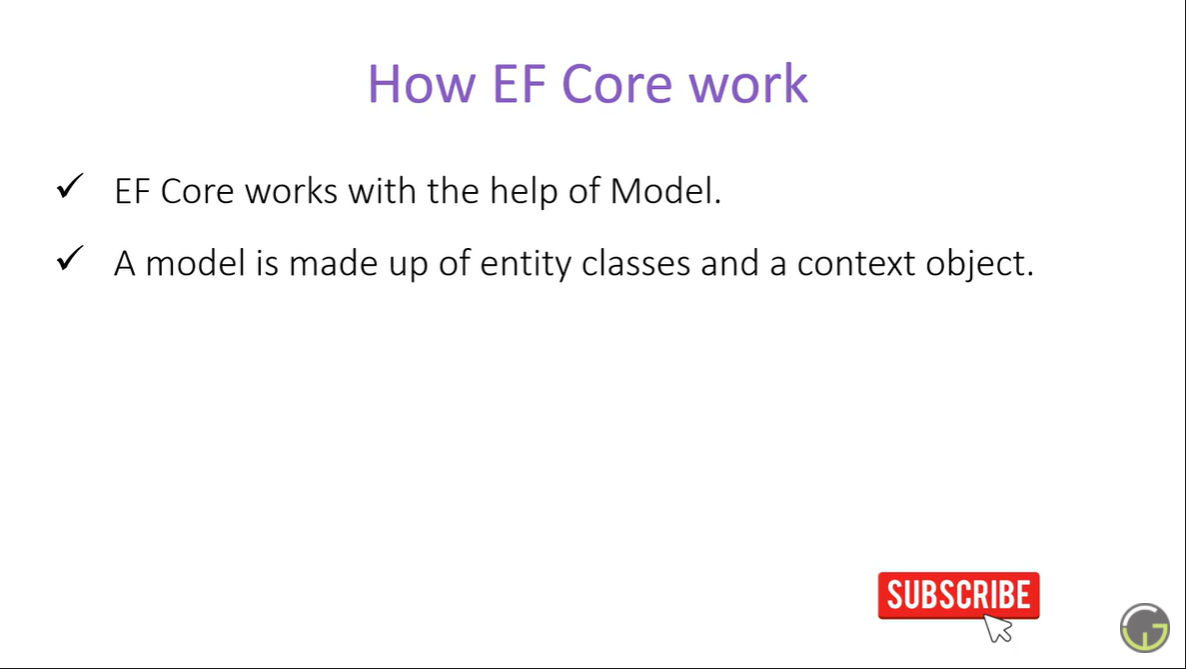 How EF Core work
EF Core works with the help of Model.
A model is made up of entity classes and a context object.
SUBSCRIBE